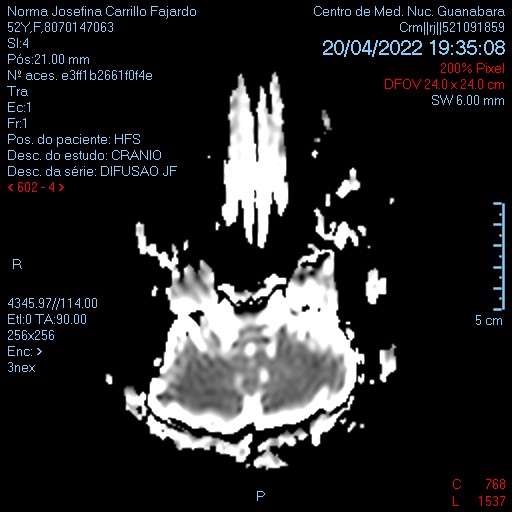 Norma Josefina Carrillo Fajardo
52Y,F,8070147063
Sl:4
Pós:21.00 mm
Nº aces. e3ff1b2661f0f4e
Tra
Ec:1
Fr:1
Pos. do paciente: HFS
Desc. do estudo: CRANIO
Desc. da série: DIFUSAO JF
< 602 - 4 >
Centro de Med. Nuc. Guanabara
Crm||rj||521091859
20/04/2022 19:35:08
200% Pixel
DFOV 24.0 x 24.0 cm
SW 6.00 mm
R
5 cm
4345.97//114.00
Etl:0 TA:90.00
256x256
Enc: >
3nex
P
C 768
L 1537